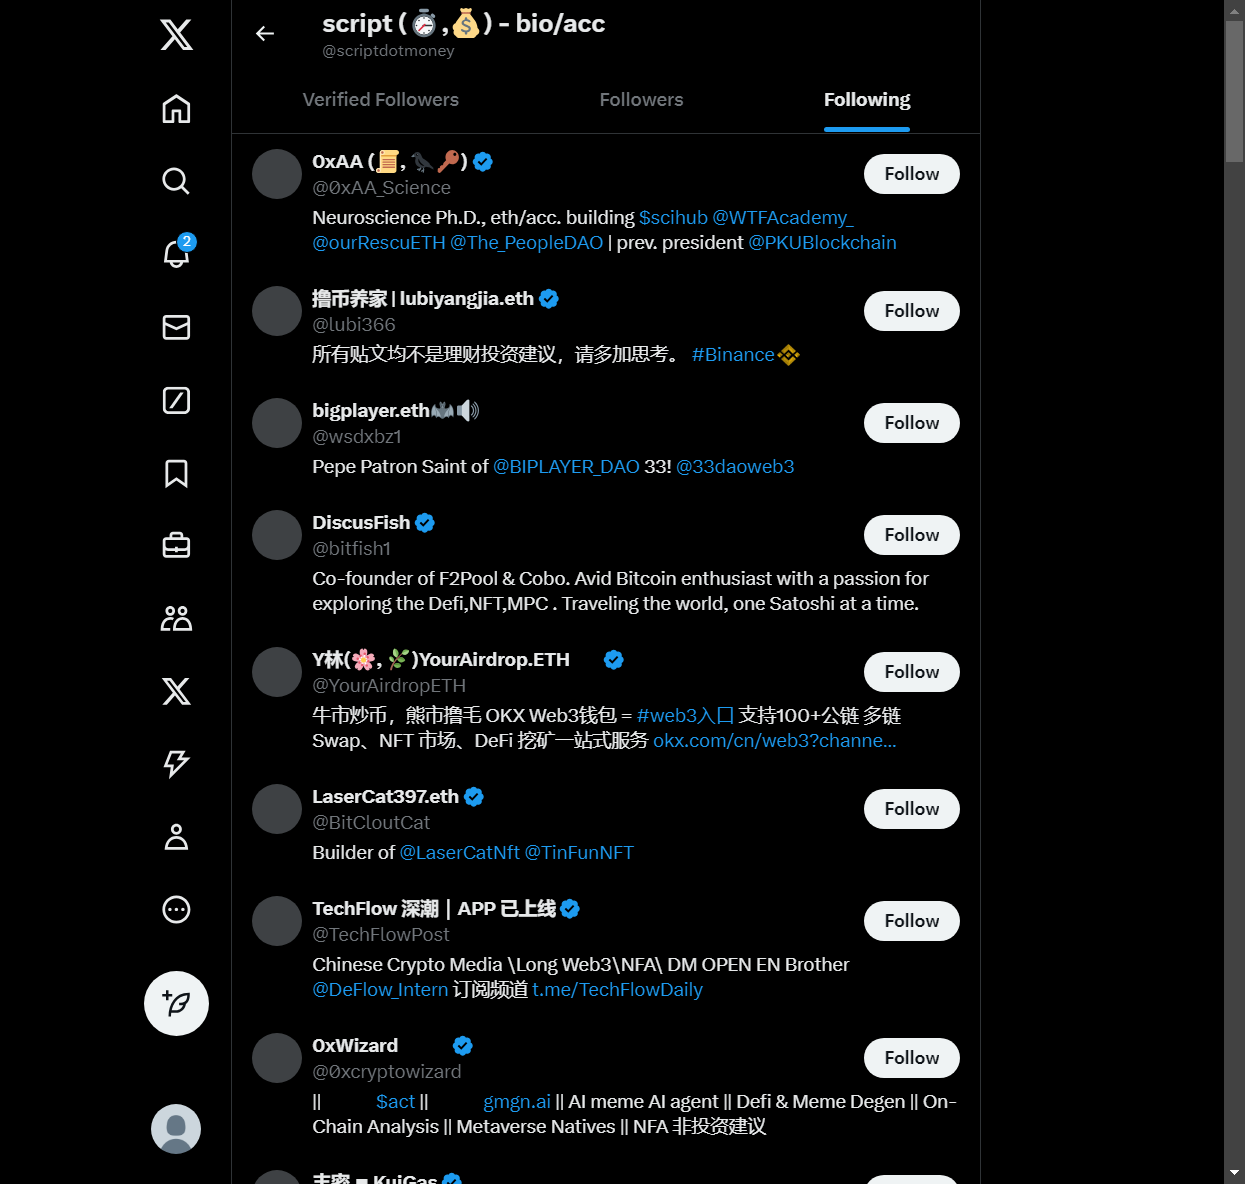 script (⏱️,💰) - bio/acc
@scriptdotmoney
Verified Followers
Followers
Following
2
0xAA (📜, 🐦‍⬛🗝️)
@0xAA_Science
Follow
Neuroscience Ph.D., eth/acc. building $scihub @WTFAcademy_
@ourRescuETH @The_PeopleDAO | prev. president @PKUBlockchain
撸币养家 | lubiyangjia.eth
@lubi366
Follow
所有贴文均不是理财投资建议，请多加思考。 #Binance
bigplayer.eth🦇🔊
@wsdxbz1
Follow
Pepe Patron Saint of @BIPLAYER_DAO 33! @33daoweb3
DiscusFish
@bitfish1
Follow
Co-founder of F2Pool & Cobo. Avid Bitcoin enthusiast with a passion for
exploring the Defi,NFT,MPC . Traveling the world, one Satoshi at a time.
Y林(🌸, 🌿)YourAirdrop.ETH
@YourAirdropETH
Follow
牛市炒币，熊市撸毛 OKX Web3钱包 = #web3入口 支持100+公链 多链
Swap、NFT 市场、DeFi 挖矿一站式服务 okx.com/cn/web3?channe...
LaserCat397.eth
@BitCloutCat
Follow
Builder of @LaserCatNft @TinFunNFT
TechFlow 深潮｜APP 已上线
@TechFlowPost
Follow
Chinese Crypto Media \Long Web3\NFA\ DM OPEN EN Brother
@DeFlow_Intern 订阅频道 t.me/TechFlowDaily
0xWizard
@0xcryptowizard
Follow
|| $act || gmgn.ai || AI meme AI agent || Defi & Meme Degen || On-
Chain Analysis || Metaverse Natives || NFA 非投资建议
KuiGas